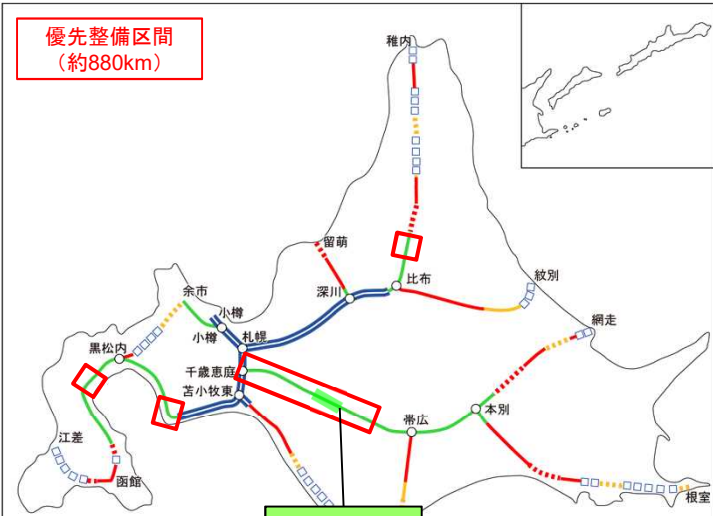 優先整備区間
（約880km）
稚内
留萌
比布
紋別
深川
余市
小樽
小樽
札幌
網走
黒松内
千歳恵庭
苫小牧東
帯広
本別
江差
函館
根室